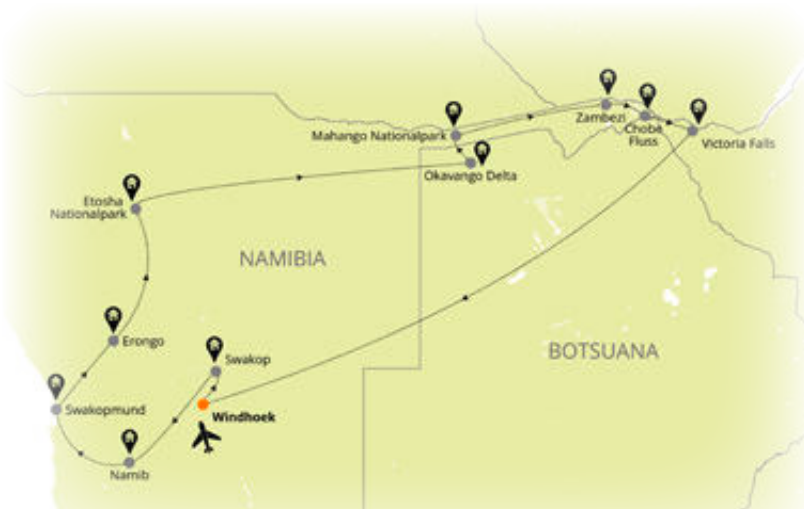 Zambezi
Mahango Nationalpark
Chobe
Fluss
Victoria Falls
Okavango Delta
Etosha
Nationalpark
NAMIBIA
Erongo
BOTSUANA
Swakop
Swakopmund
Windhoek
Namib